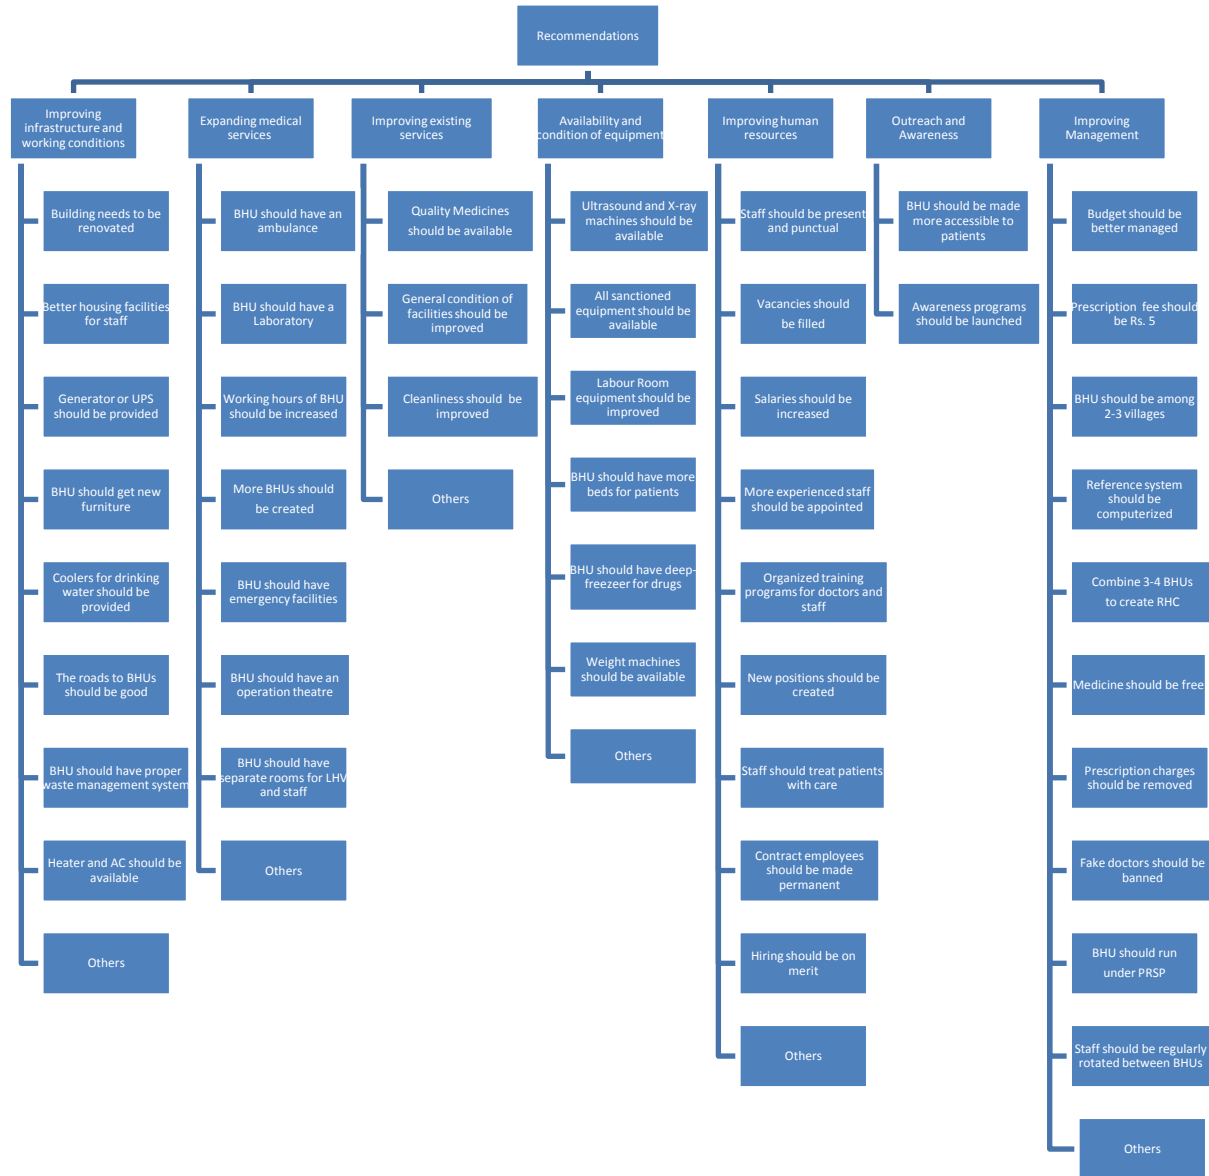 Recommendations
Improving
infrastructure and
working conditions
Building needs to be
renovated
Better housing facilities
for staff
Generator or UPS
should be provided
BHU should get new
furniture
Coolers for drinking
water should be
provided
The roads to BHUs
should be good
BHU should have proper
waste management system
Heater and AC should be
available
Others
Expanding medical
services
BHU should have an
ambulance
BHU should have a
Laboratory
Working hours of BHU
should be increased
More BHUs should
be created
BHU should have
emergency facilities
BHU should have an
operation theatre
BHU should have
separate rooms for LHV
and staff
Others
Improving existing
services
Quality Medicines
should be available
General condition of
facilities should be
improved
Cleanliness should be
improved
Others
Availability and
condition of equipment
Ultrasound and X-ray
machines should be
available
All sanctioned
equipment should be
available
Labour Room
equipment should be
improved
BHU should have more
beds for patients
BHU should have deep-
freezeer for drugs
Weight machines
should be available
Others
Improving human
resources
Staff should be present
and punctual
Vacancies should
be filled
Salaries should be
increased
More experienced staff
should be appointed
Organized training
programs for doctors and
staff
New positions should be
created
Staff should treat patients
with care
Contract employees
should be made
permanent
Hiring should be on
merit
Others
Outreach and
Awareness
BHU should be made
more accessible to
patients
Awareness programs
should be launched
Improving
Management
Budget should be
better managed
Prescription fee should
be Rs. 5
BHU should be among
2-3 villages
Reference system
should be
computerized
Combine 3-4 BHUs
to create RHC
Medicine should be free
Prescription charges
should be removed
Fake doctors should be
banned
BHU should run
under PRSP
Staff should be regularly
rotated between BHUs
Others